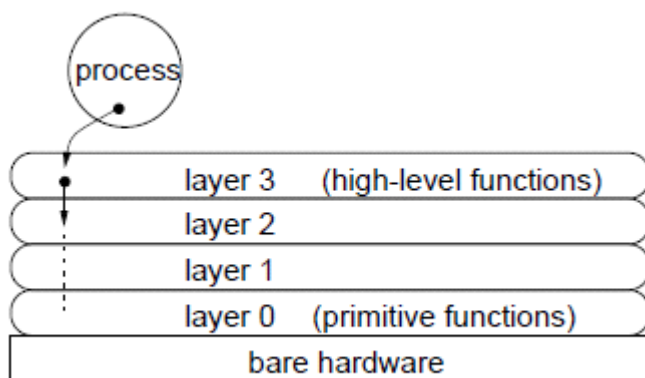 process
layer 3 (high-level functions)
layer 2
layer 1
layer 0 (primitive functions)
bare hardware